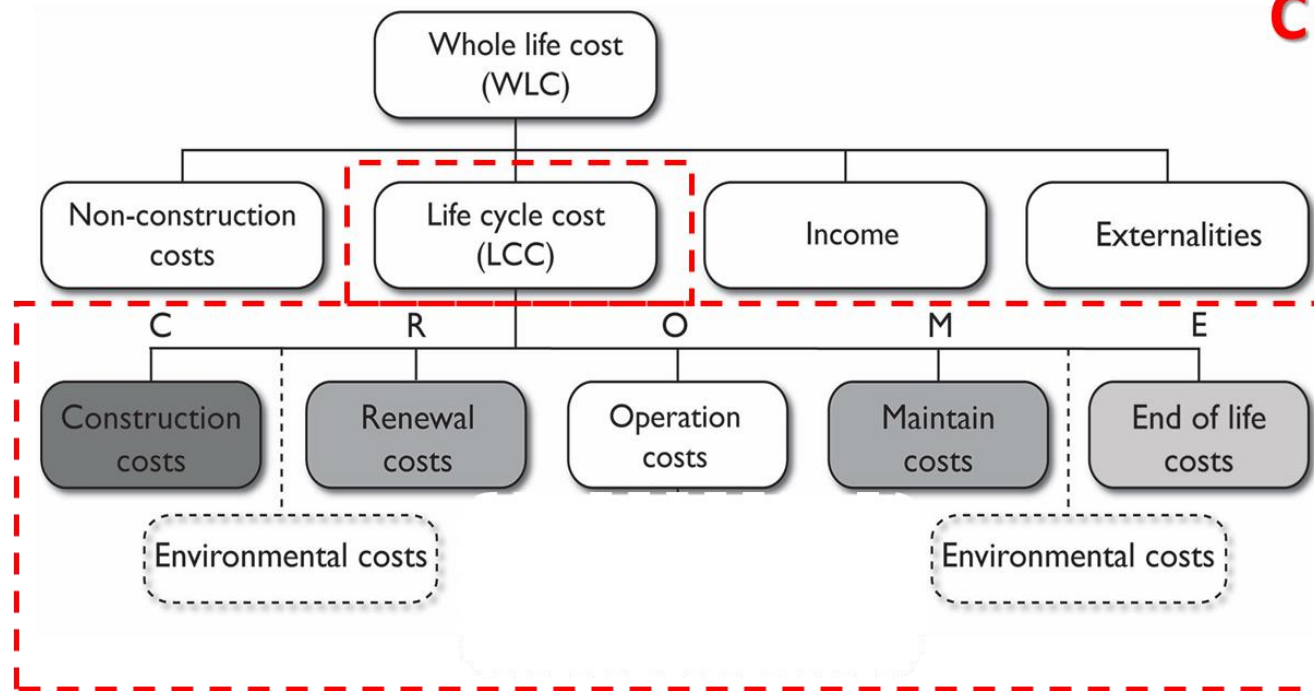 C
Whole life cost
(WLC)
Non-construction
costs
Life cycle cost
(LCC)
Income
Externalities
C
R
O
M
E
Construction
costs
Renewal
costs
Operation
costs
Maintain
costs
End of life
costs
Environmental costs
Environmental costs